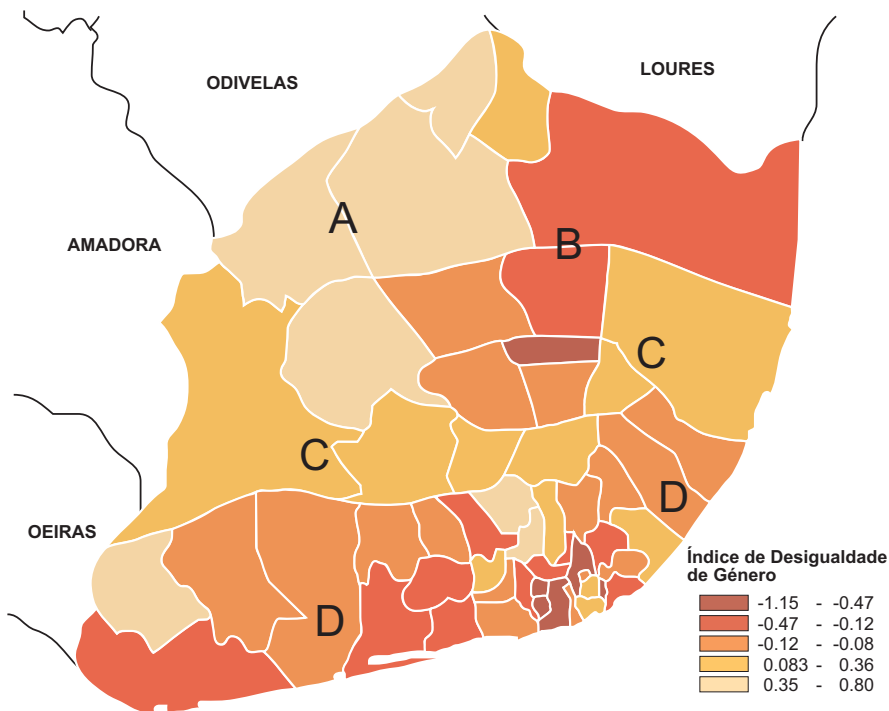 ODIVELAS
LOURES
A
B
AMADORA
C
C
D
OEIRAS
D
Índice de Desigualdade
de Género
-1.15 - -0.47
-0.47 - -0.12
-0.12 - -0.08
0.083 - 0.36
0.35 - 0.80